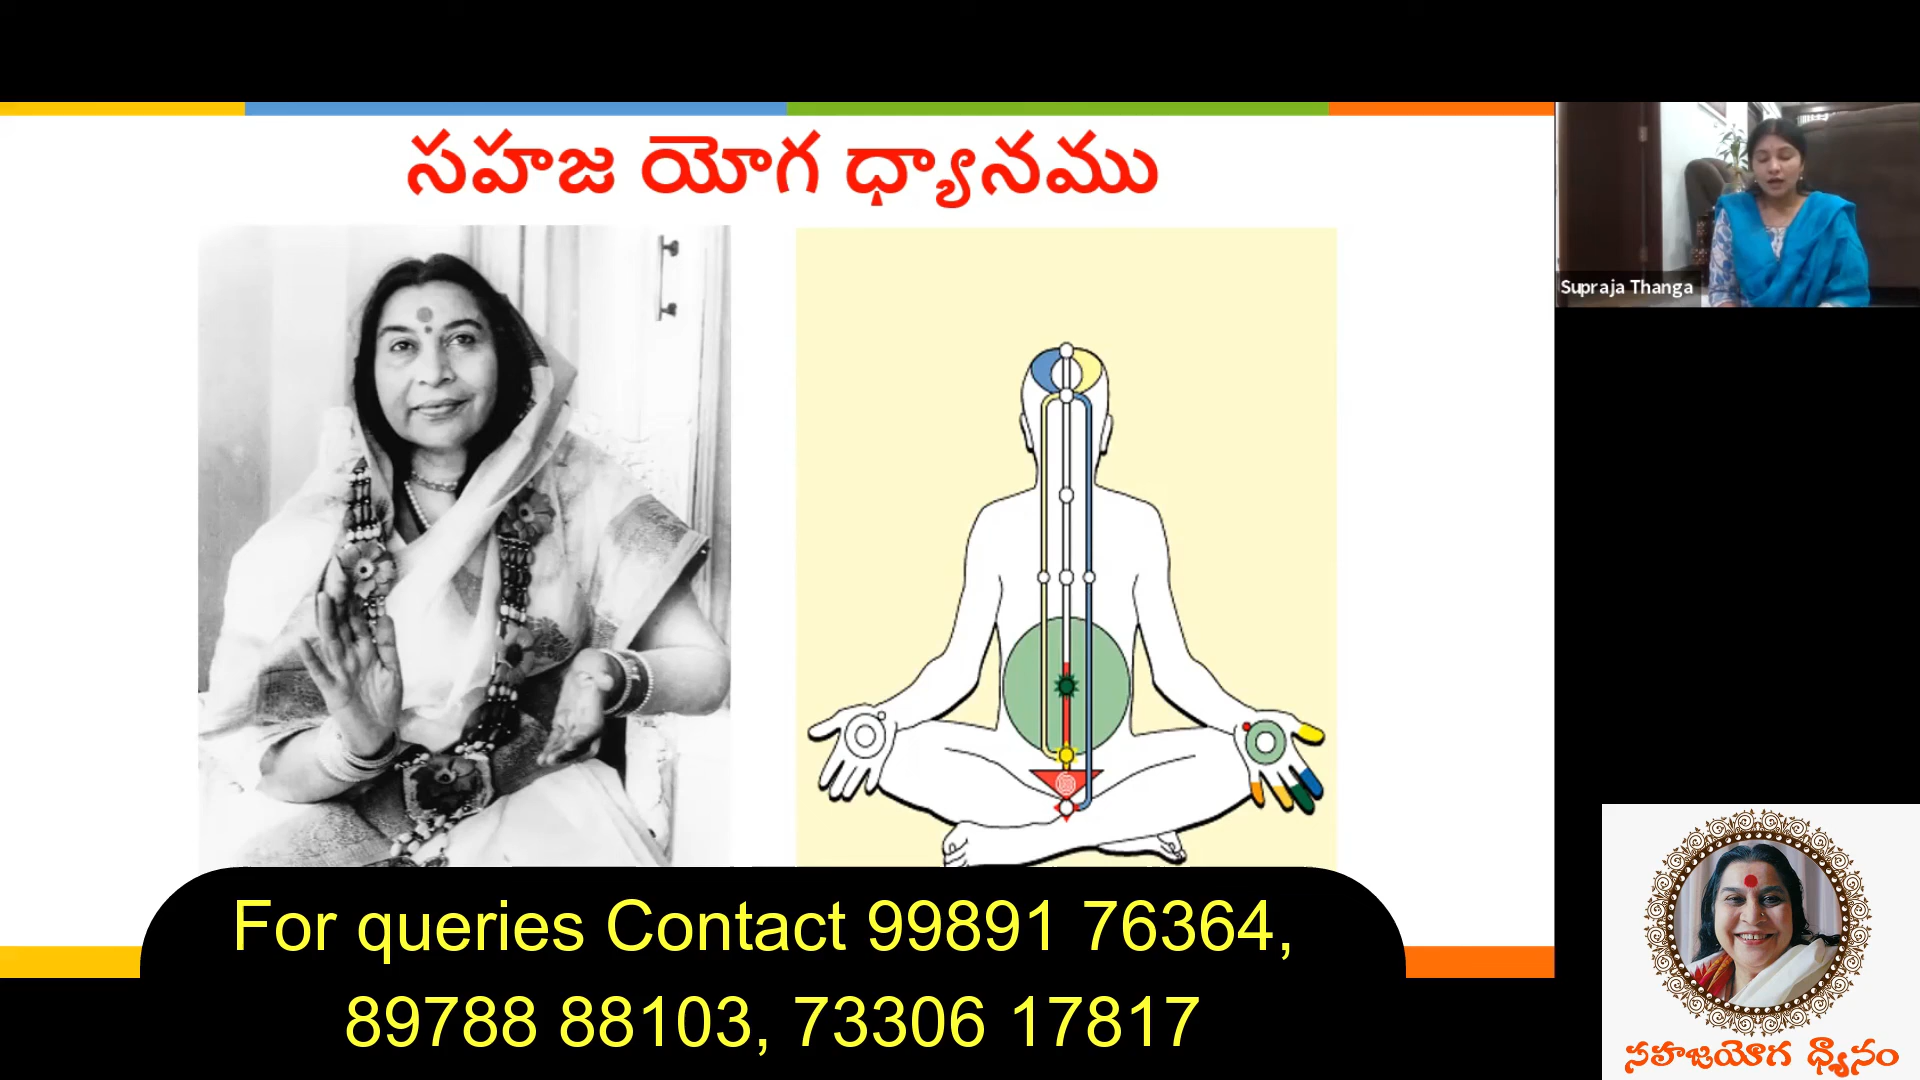 సహజ యోగ ధ్యానము
Supraja Thanga
For queries Contact 99891 76364,
89788 88103, 73306 17817
సహజయోగ ధ్యానం